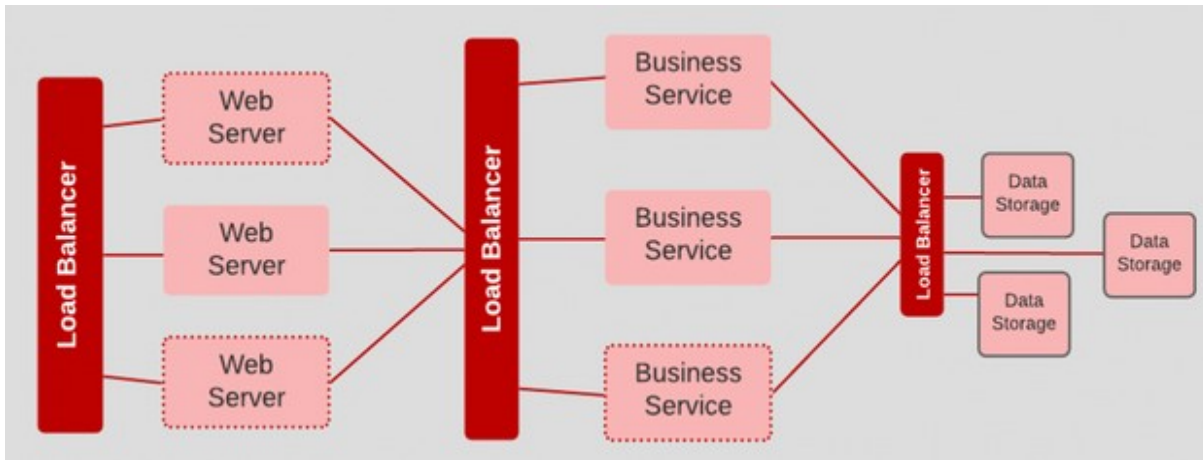 Load Balancer
Web
Server
Web
Server
Web
Server
Load Balancer
Business
Service
Business
Service
Business
Service
Load Balancer
Data
Storage
Data
Storage
Data
Storage